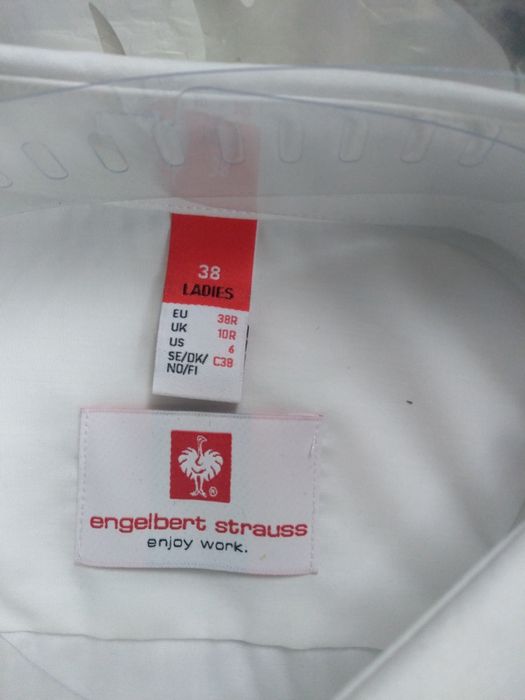 38
LADIES
EU 38R
UK 10R
US 6
SE/DK/ C38
NO/FI
®
engelbert strauss
enjoy work.